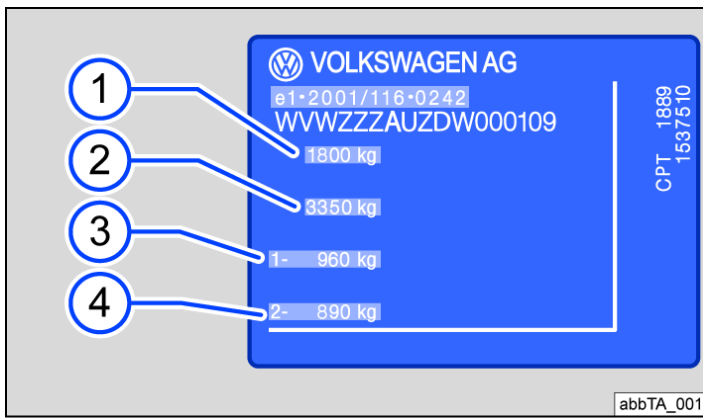 VOLKSWAGEN AG
e1•2001/116•0242
WVWZZZAUZDW000109
1 1800 kg
2 3350 kg
3 1- 960 kg
4 2- 890 kg
CPT 1889
1537510
abbTA_001